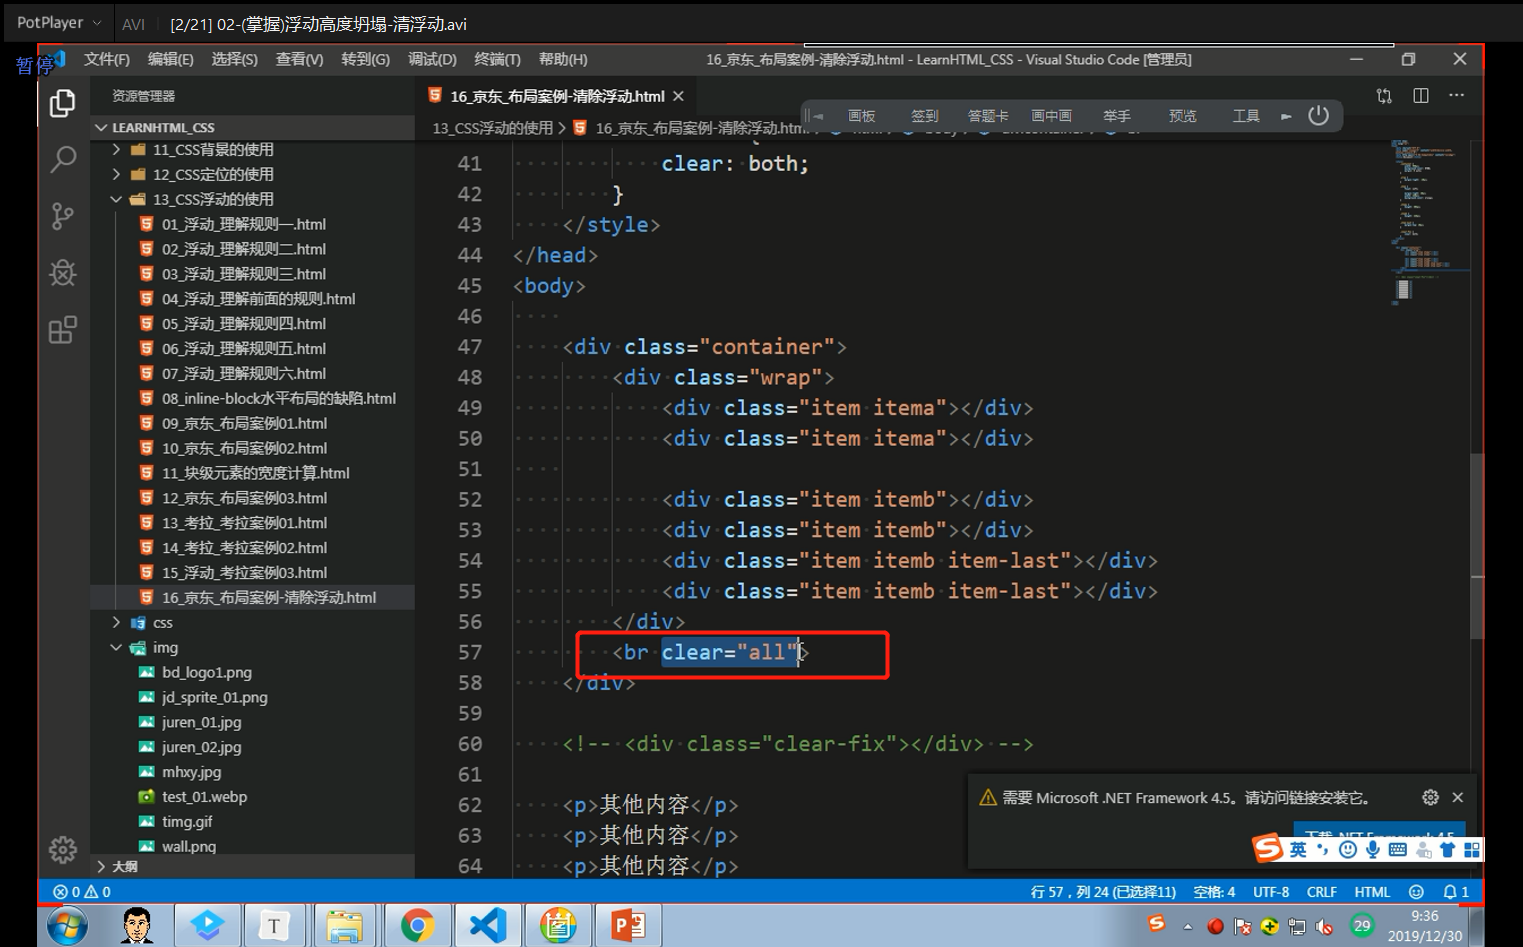 PotPlayer AVI [2/21] 02-(掌握)浮动高度坍塌-清浮动.avi
暂停
文件(F) 编辑(E) 选择(S) 查看(V) 转到(G) 调试(D) 终端(T) 帮助(H) 16_京东_布局案例-清除浮动.html - LearnHTML_CSS - Visual Studio Code [管理员]
资源管理器
16_京东_布局案例-清除浮动.html
画板 签到 答题卡 画中画 举手 预览 工具
LEARNHTML_CSS
13_CSS浮动的使用 > 16_京东_布局案例-清除浮动.html
11_CSS背景的使用
12_CSS定位的使用
13_CSS浮动的使用
01_浮动_理解规则一.html
02_浮动_理解规则二.html
03_浮动_理解规则三.html
04_浮动_理解前面的规则.html
05_浮动_理解规则四.html
06_浮动_理解规则五.html
07_浮动_理解规则六.html
08_inline-block水平布局的缺陷.html
09_京东_布局案例01.html
10_京东_布局案例02.html
11_块级元素的宽度计算.html
12_京东_布局案例03.html
13_考拉_考拉案例01.html
14_考拉_考拉案例02.html
15_浮动_考拉案例03.html
16_京东_布局案例-清除浮动.html
css
img
bd_logo1.png
jd_sprite_01.png
juren_01.jpg
juren_02.jpg
mhxy.jpg
test_01.webp
timg.gif
wall.png
大纲
41 clear: both;
42 }
43 </style>
44 </head>
45 <body>
46
47 <div class="container">
48 <div class="wrap">
49 <div class="item itema"></div>
50 <div class="item itema"></div>
51
52 <div class="item itemb"></div>
53 <div class="item itemb"></div>
54 <div class="item itemb item-last"></div>
55 <div class="item itemb item-last"></div>
56 </div>
57 <br clear="all">
58 </div>
59
60 <!-- <div class="clear-fix"></div> -->
61
62 <p>其他内容</p>
63 <p>其他内容</p>
64 <p>其他内容</p>
需要 Microsoft .NET Framework 4.5。请访问链接安装它。
下载 .NET Framework 4.5
英
0 0 行 57，列 24 (已选择11) 空格: 4 UTF-8 CRLF HTML 1
29
9:36
2019/12/30